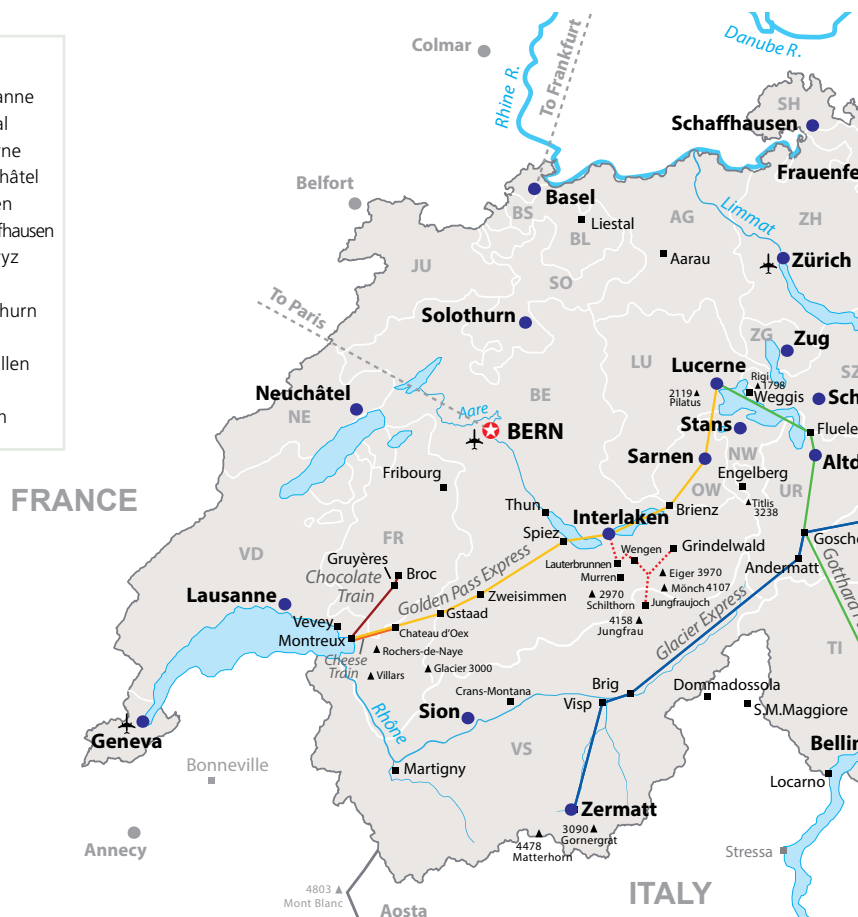 Colmar
Rhine R.
To Frankfurt
Danube R.
anne
al
rne
hâtel
en
fhausen
yz
hurn
llen
n
SH
Schaffhausen
Frauenfe
Belfort
Basel
BS
Liestal
BL
AG
Limmat
ZH
Aarau
Zürich
JU
SO
To Paris
Solothurn
ZG
Zug
LU
Lucerne
Rigi
1798
SZ
2119
Pilatus
Weggis
Sch
Neuchâtel
NE
BE
Aare
BERN
Stans
Fluele
Sarnen
NW
Altd
Engelberg
Fribourg
OW
UR
Titlis
3238
FRANCE
Thun
Interlaken
Brienz
Spiez
Gosche
FR
VD
Wengen
Grindelwald
Gruyères
Broc
Lauterbrunnen
Andermatt
Chocolate
Train
Golden Pass Express
Murren
Eiger 3970
Mönch 4107
Gotthard
Lausanne
Zweisimmen
2970
Schilthorn
Jungfraujoch
Gstaad
4158
Jungfrau
Glacier Express
Vevey
Montreux
Chateau d'Oex
TI
Cheese
Train
Rochers-de-Naye
Villars
Glacier 3000
Crans-Montana
Brig
Visp
Dommadossola
S.M.Maggiore
Sion
Rhône
Geneva
VS
Bellin
Bonneville
Martigny
Locarno
Zermatt
3090
Gornergrat
4478
Matterhorn
Annecy
Stressa
4803
Mont Blanc
Aosta
ITALY